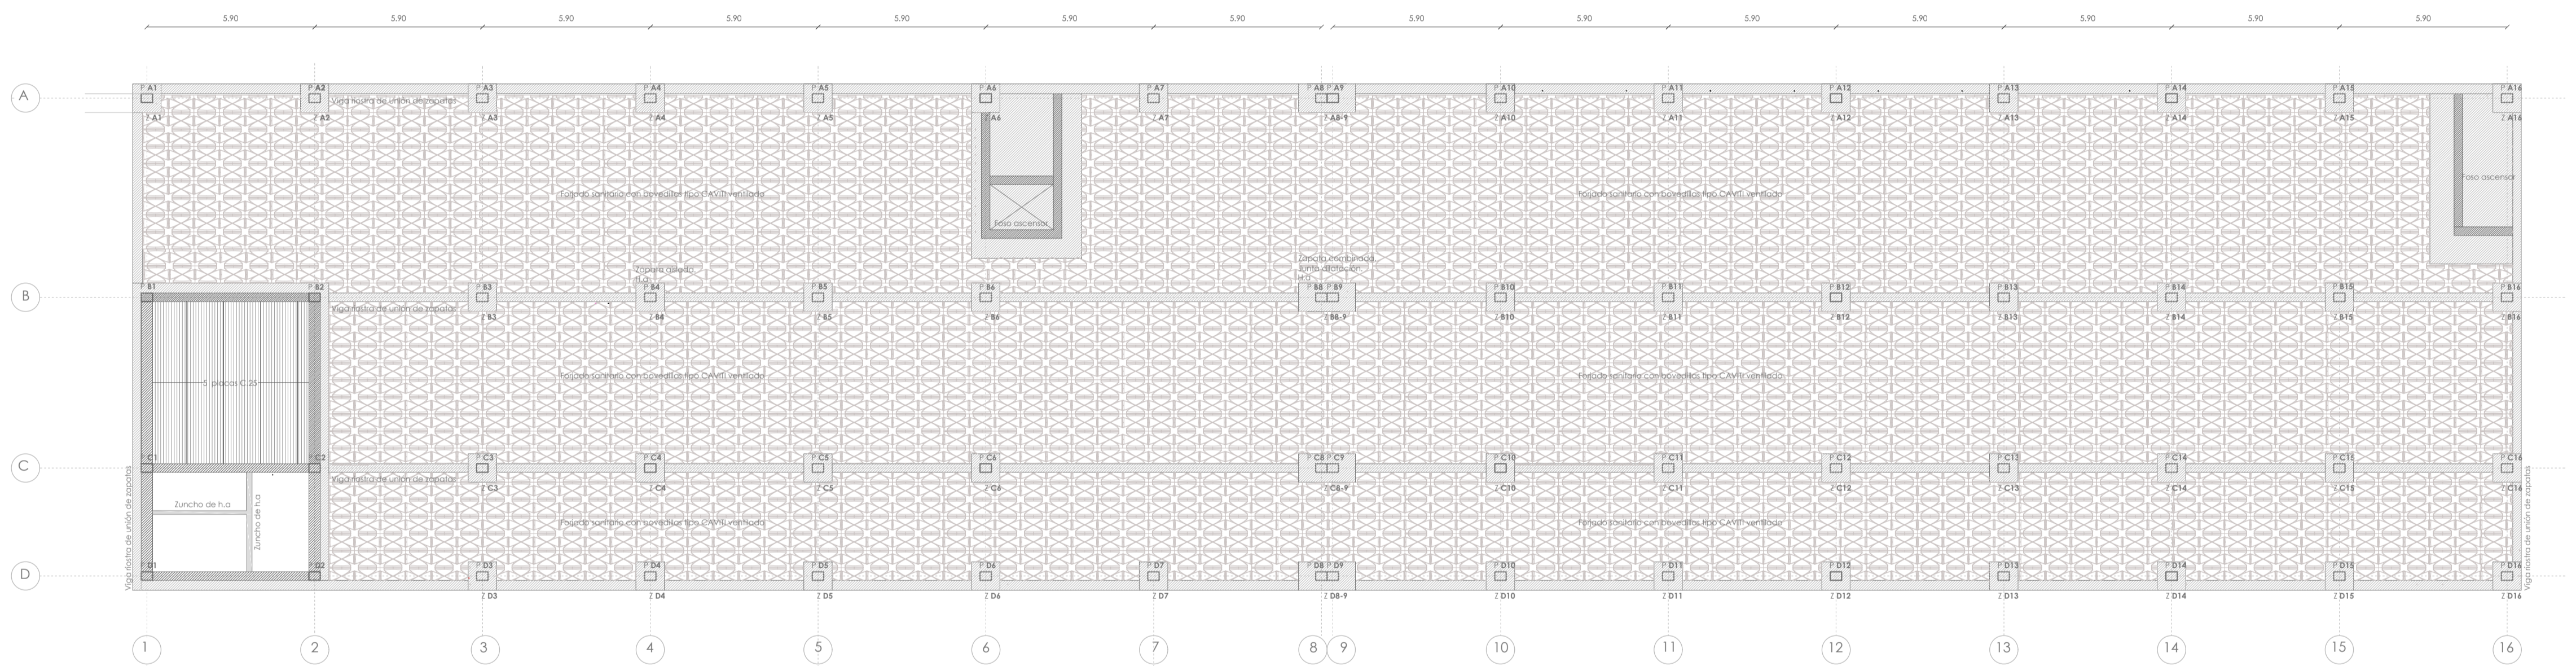 5.90 5.90 5.90 5.90 5.90 5.90 5.90 5.90 5.90 5.90 5.90 5.90 5.90 5.90
A
P A1 P A2 P A3 P A4 P A5 P A6 P A7 P A8 P A9 P A10 P A11 P A12 P A13 P A14 P A15 P A16
Viga riostra de unión de zapatas
Z A1 Z A2 Z A3 Z A4 Z A5 Z A6 Z A7 Z A8-9 Z A10 Z A11 Z A12 Z A13 Z A14 Z A15 Z A16
Foso ascensor
Forjado sanitario con bovedillas tipo CAVITI ventilado
Forjado sanitario con bovedillas tipo CAVITI ventilado
Foso ascensor
Zapata aislada.
H.a
Zapata combinada.
Junta dilatación.
H.a
B
P B1 P B2 P B3 P B4 P B5 P B6 P B8 P B9 P B10 P B11 P B12 P B13 P B14 P B15 P B16
Viga riostra de unión de zapatas
Z B3 Z B4 Z B5 Z B6 Z B8-9 Z B10 Z B11 Z B12 Z B13 Z B14 Z B15 Z B16
Forjado sanitario con bovedillas tipo CAVITI ventilado
Forjado sanitario con bovedillas tipo CAVITI ventilado
5 placas C.25
C
P C1 P C2 P C3 P C4 P C5 P C6 P C8 P C9 P C10 P C11 P C12 P C13 P C14 P C15 P C16
Viga riostra de unión de zapatas
Z C3 Z C4 Z C5 Z C6 Z C8-9 Z C10 Z C11 Z C12 Z C13 Z C14 Z C15 Z C16
Viga riostra de unión de zapatas
Zuncho de h.a
Zuncho de h.a
Forjado sanitario con bovedillas tipo CAVITI ventilado
Forjado sanitario con bovedillas tipo CAVITI ventilado
Viga riostra de unión de zapatas
D
P D1 P D2 P D3 P D4 P D5 P D6 P D7 P D8 P D9 P D10 P D11 P D12 P D13 P D14 P D15 P D16
Z D3 Z D4 Z D5 Z D6 Z D7 Z D8-9 Z D10 Z D11 Z D12 Z D13 Z D14 Z D15 Z D16
1 2 3 4 5 6 7 8 9 10 11 12 13 14 15 16